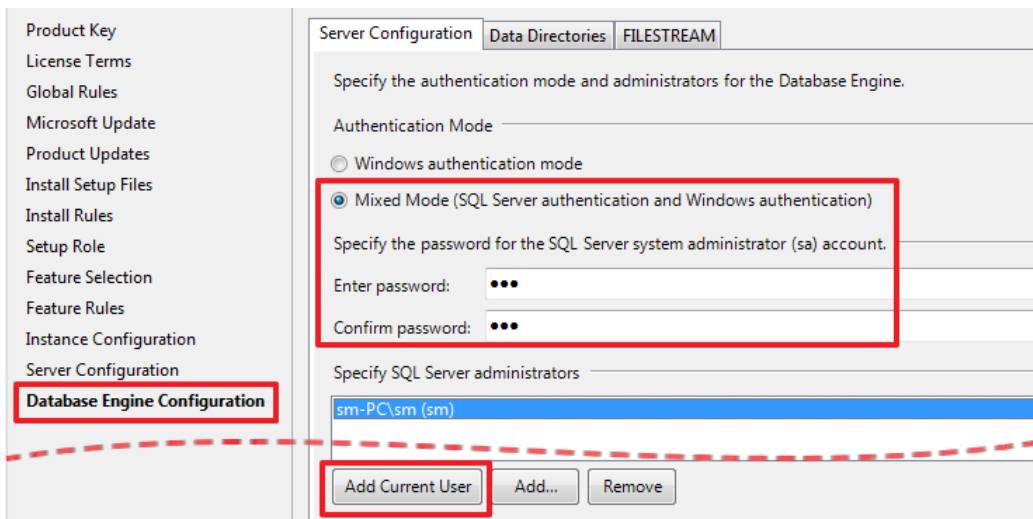 Product Key
License Terms
Global Rules
Microsoft Update
Product Updates
Install Setup Files
Install Rules
Setup Role
Feature Selection
Feature Rules
Instance Configuration
Server Configuration
Database Engine Configuration
Server Configuration Data Directories FILESTREAM
Specify the authentication mode and administrators for the Database Engine.
Authentication Mode
Windows authentication mode
Mixed Mode (SQL Server authentication and Windows authentication)
Specify the password for the SQL Server system administrator (sa) account.
Enter password: ●●●
Confirm password: ●●●
Specify SQL Server administrators
sm-PC\sm (sm)
Add Current User Add... Remove